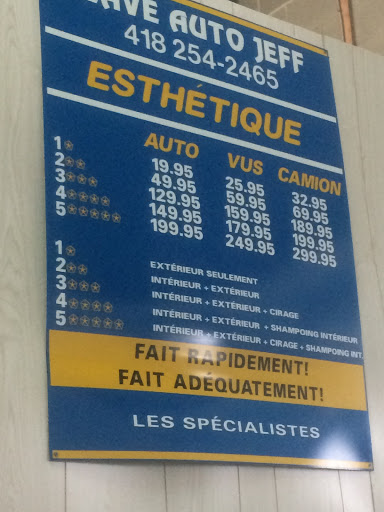 LAVE AUTO JEFF
418 254-2465
ESTHÉTIQUE
AUTO VUS CAMION
1★ 19.95 25.95 32.95
2★★ 49.95 59.95 69.95
3★★★ 129.95 159.95 189.95
4★★★★ 149.95 179.95 199.95
5★★★★★ 199.95 249.95 299.95
1★ EXTÉRIEUR SEULEMENT
2★★ INTÉRIEUR + EXTÉRIEUR
3★★★ INTÉRIEUR + EXTÉRIEUR + CIRAGE
4★★★★ INTÉRIEUR + EXTÉRIEUR + SHAMPOING INTÉRIEUR
5★★★★★ INTÉRIEUR + EXTÉRIEUR + CIRAGE + SHAMPOING INT.
FAIT RAPIDEMENT!
FAIT ADÉQUATEMENT!
LES SPÉCIALISTES